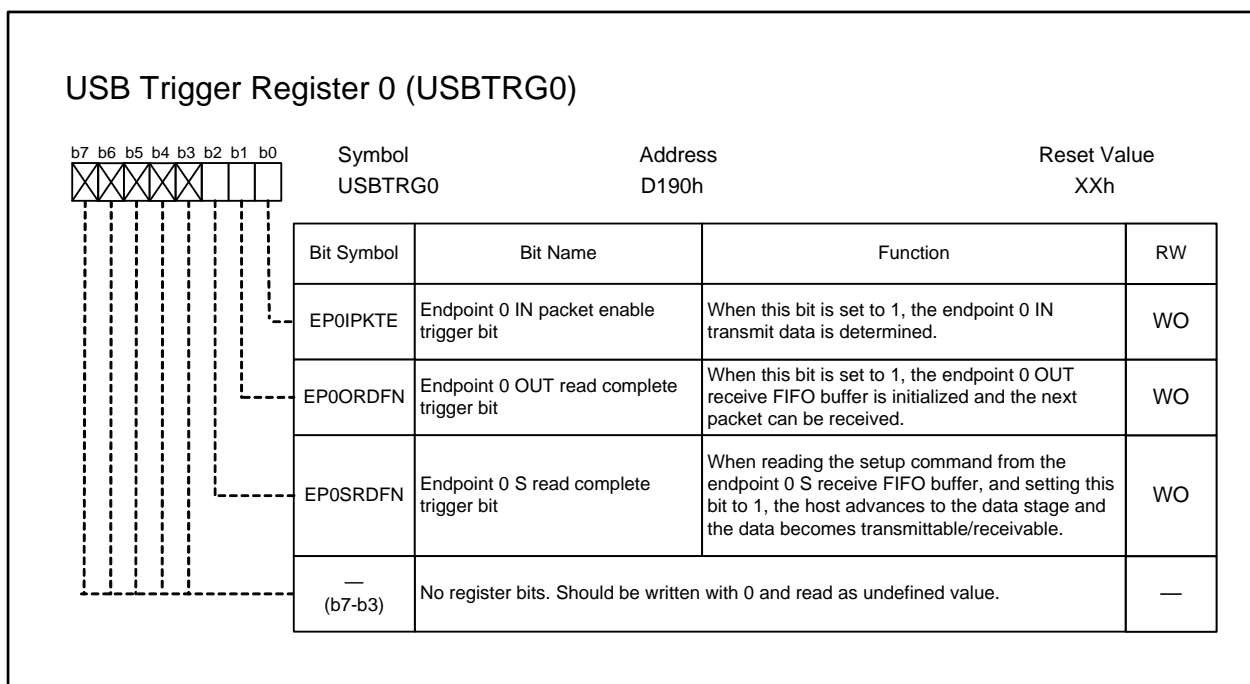 USB Trigger Register 0 (USBTRG0)
b7 b6 b5 b4 b3 b2 b1 b0
Symbol Address Reset Value
USBTRG0 D190h XXh
Bit Symbol Bit Name Function RW
EP0IPKTE
Endpoint 0 IN packet enable
trigger bit
When this bit is set to 1, the endpoint 0 IN
transmit data is determined.
WO
EP0ORDFN
Endpoint 0 OUT read complete
trigger bit
When this bit is set to 1, the endpoint 0 OUT
receive FIFO buffer is initialized and the next
packet can be received.
WO
EP0SRDFN
Endpoint 0 S read complete
trigger bit
When reading the setup command from the
endpoint 0 S receive FIFO buffer, and setting this
bit to 1, the host advances to the data stage and
the data becomes transmittable/receivable.
WO
—
(b7-b3)
No register bits. Should be written with 0 and read as undefined value.
—